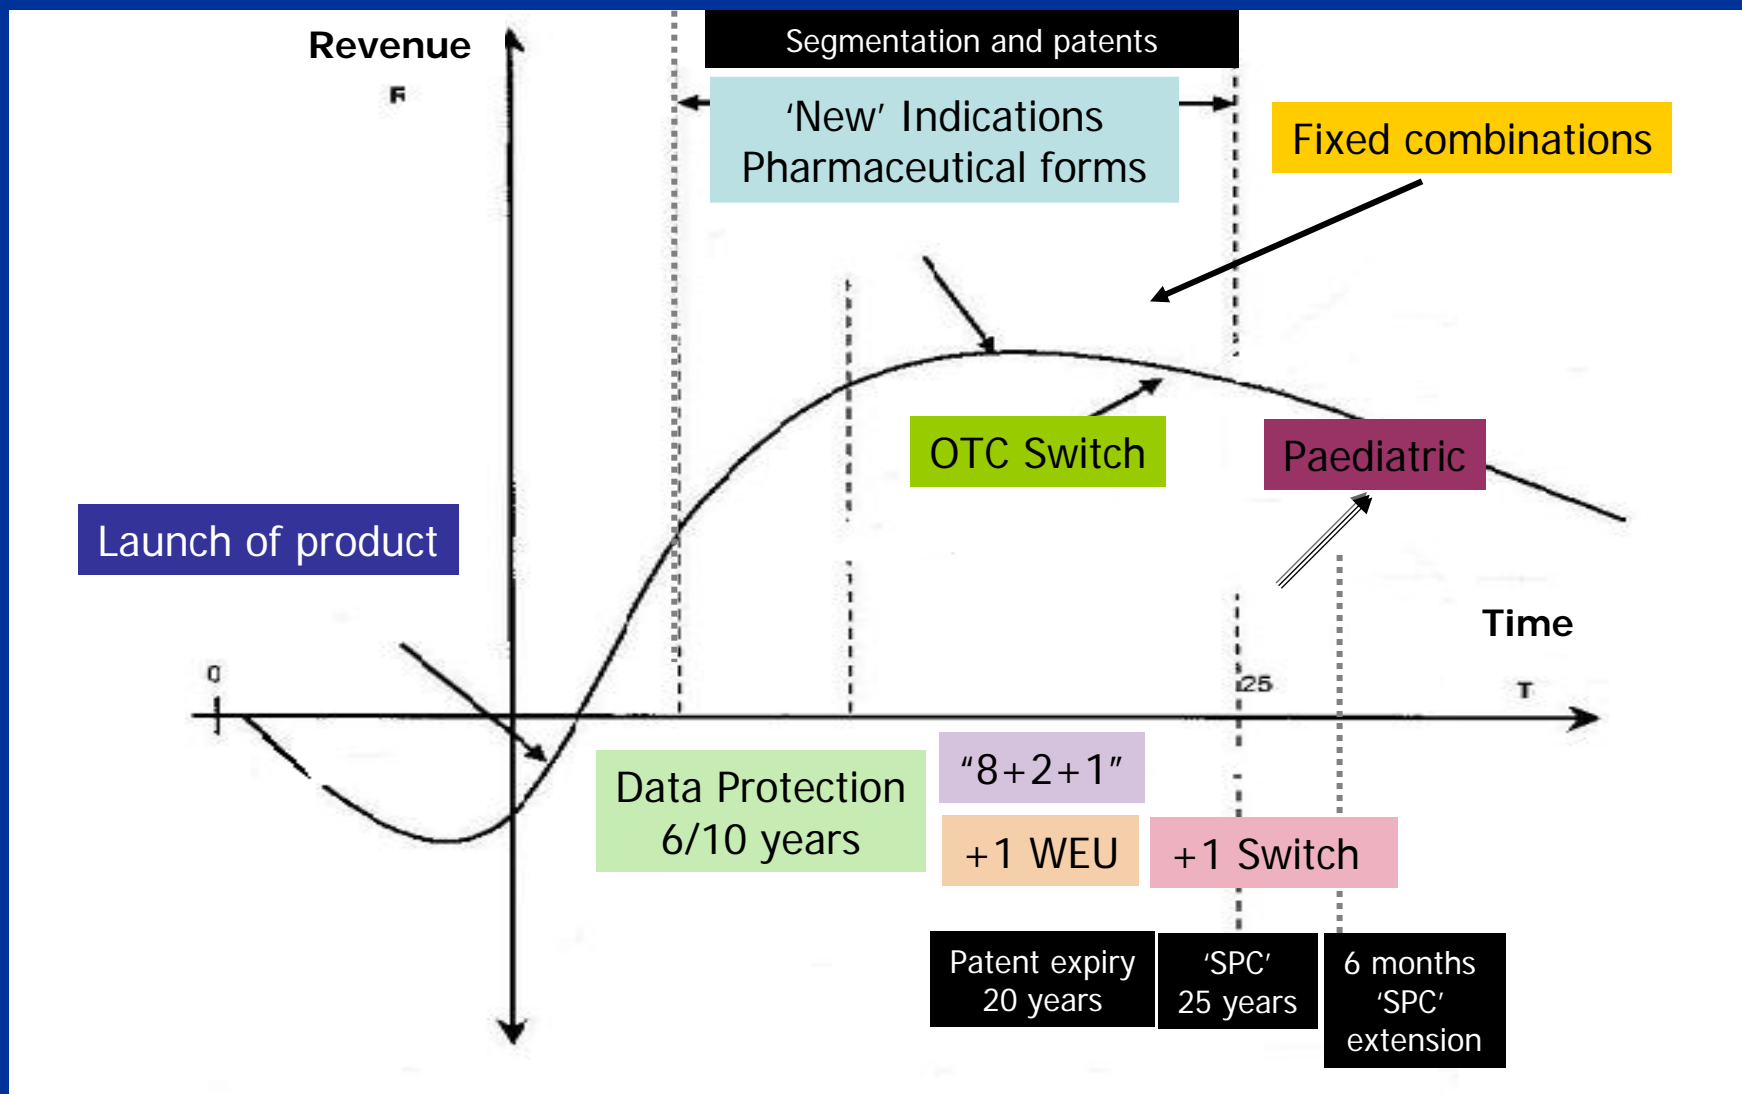 Segmentation and patents
Revenue
R
‘New’ Indications
Pharmaceutical forms
Fixed combinations
OTC Switch
Paediatric
Launch of product
Time
0
25
T
Data Protection
6/10 years
“8+2+1”
+1 WEU
+1 Switch
Patent expiry
20 years
‘SPC’
25 years
6 months
‘SPC’
extension